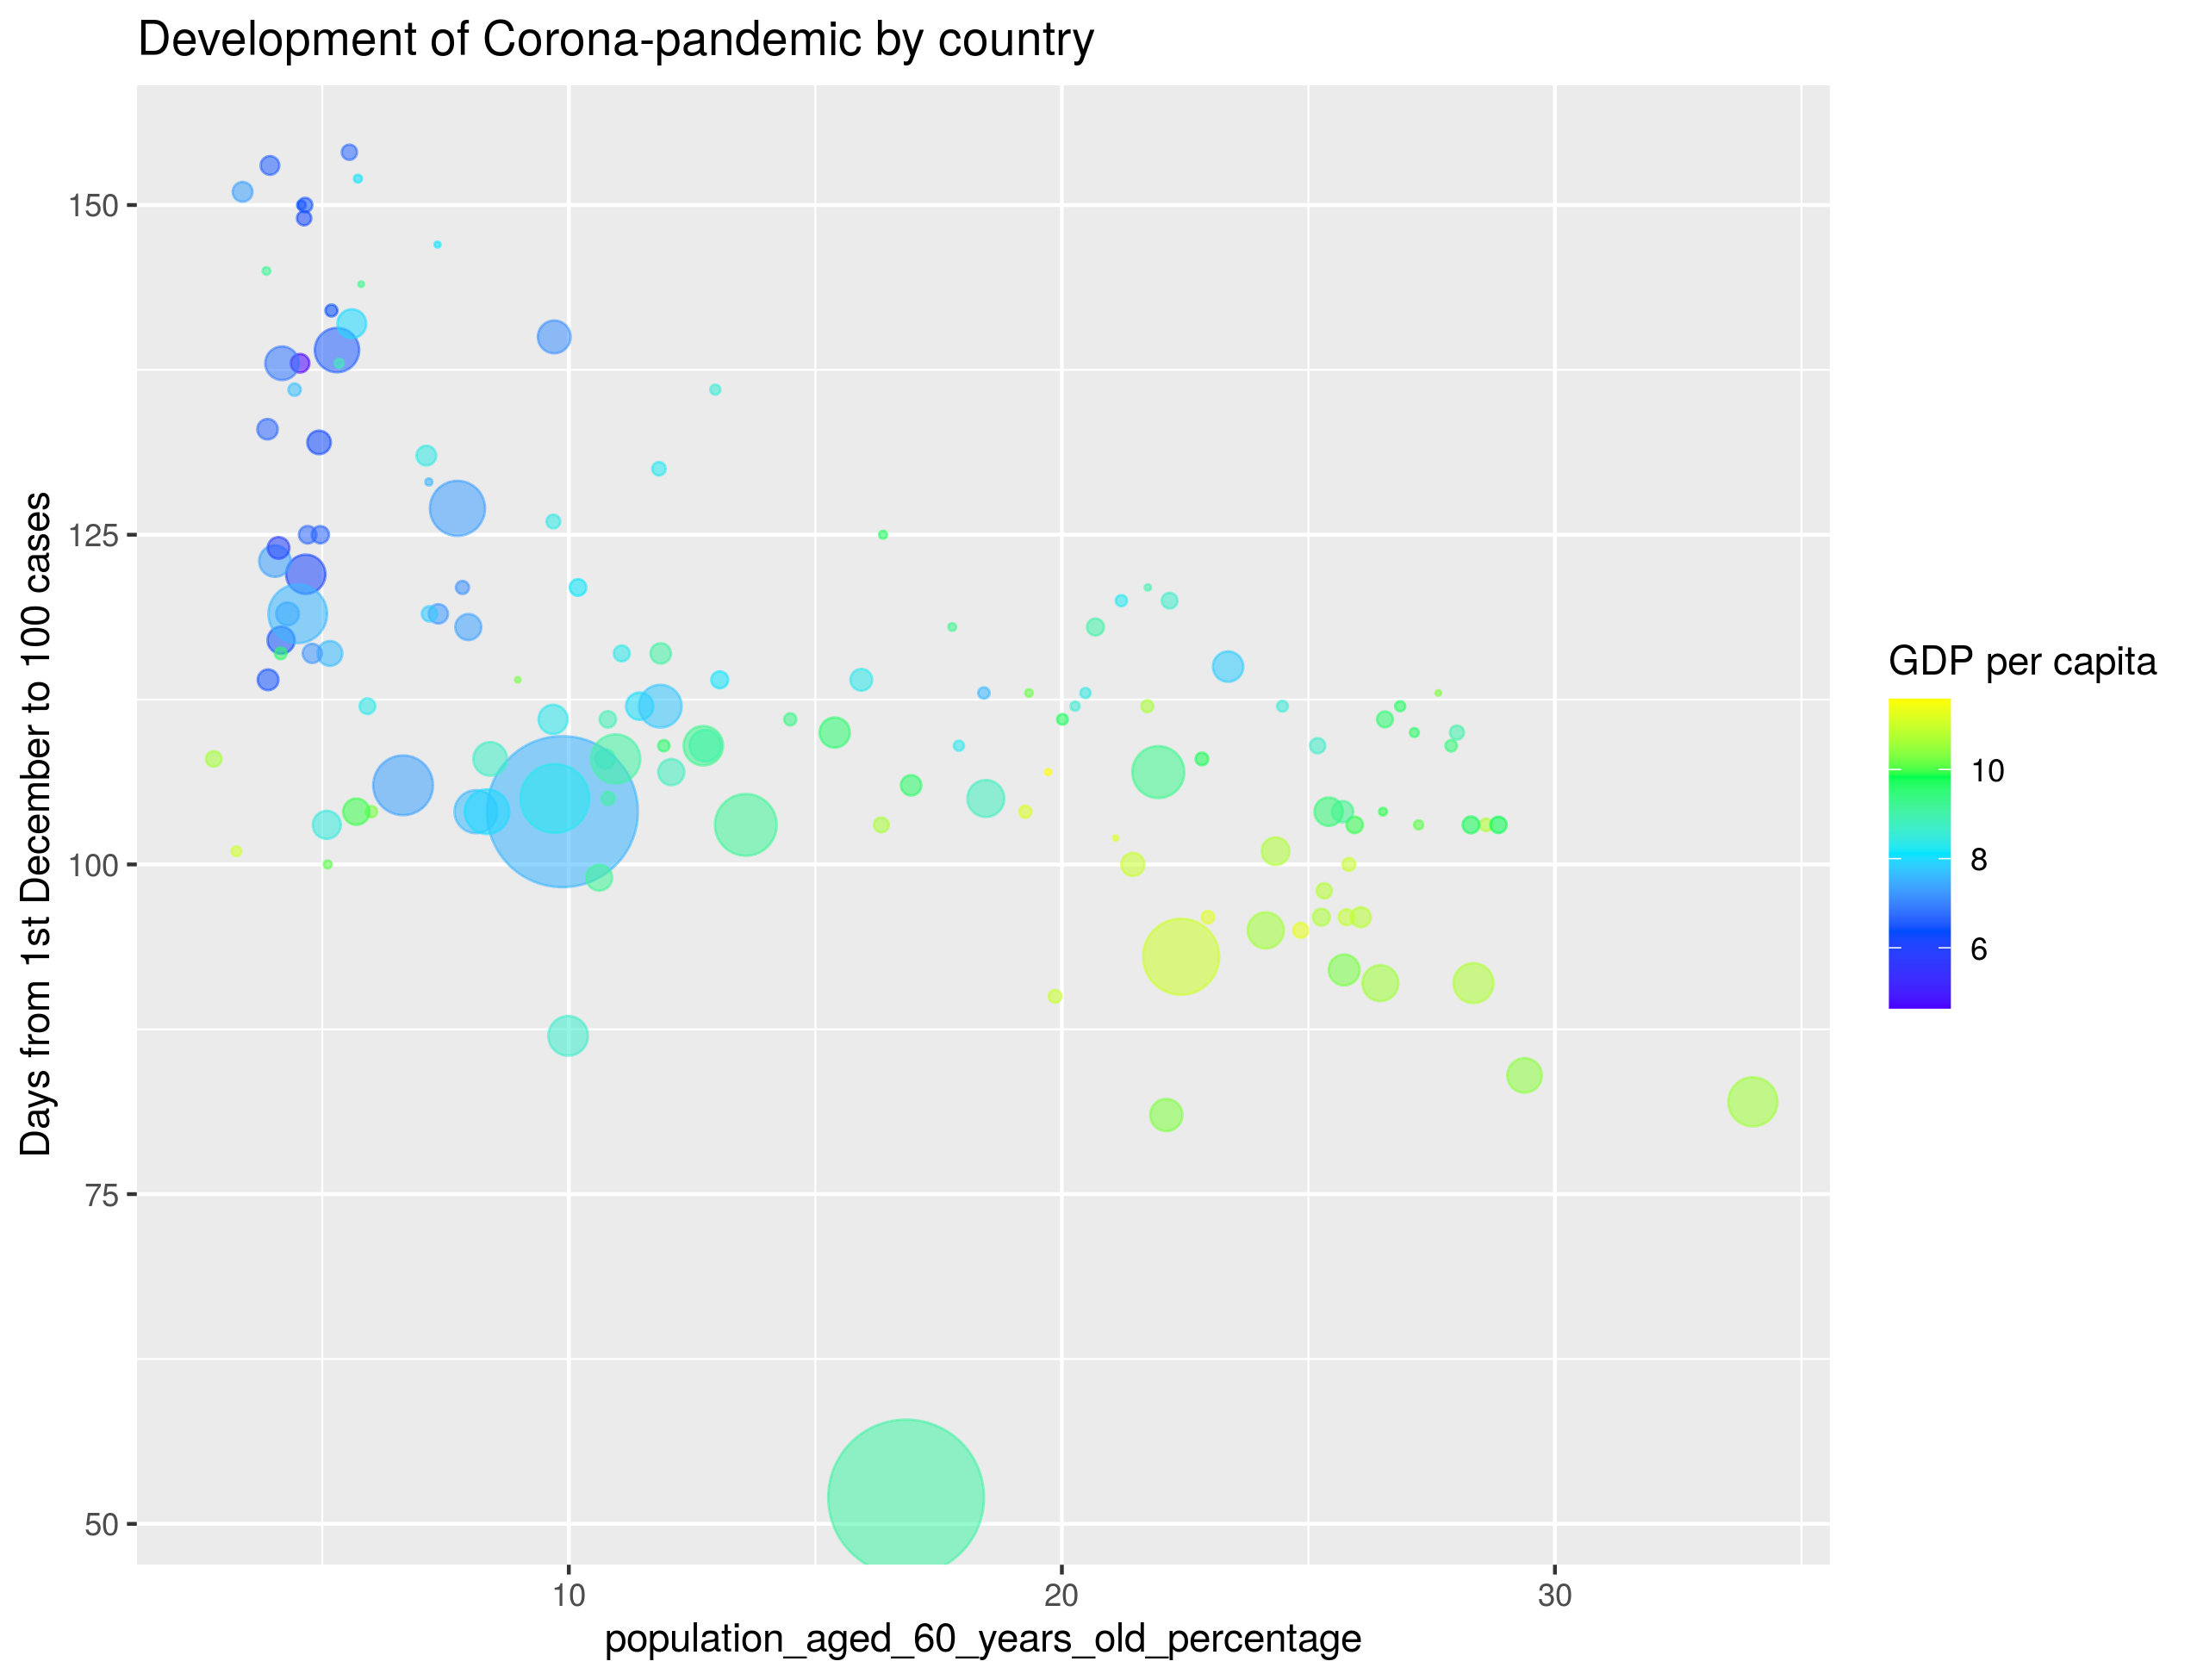 Development of Corona-pandemic by country
Days from 1st December to 100 cases
150
125
100
75
50
10
20
30
population_aged_60_years_old_percentage
GDP per capita
10
8
6